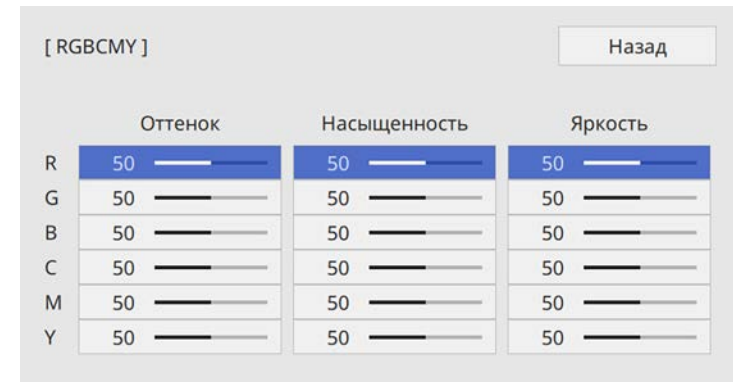 [ RGBCMY ] Назад
Оттенок Насыщенность Яркость
R 50 50 50
G 50 50 50
B 50 50 50
C 50 50 50
M 50 50 50
Y 50 50 50